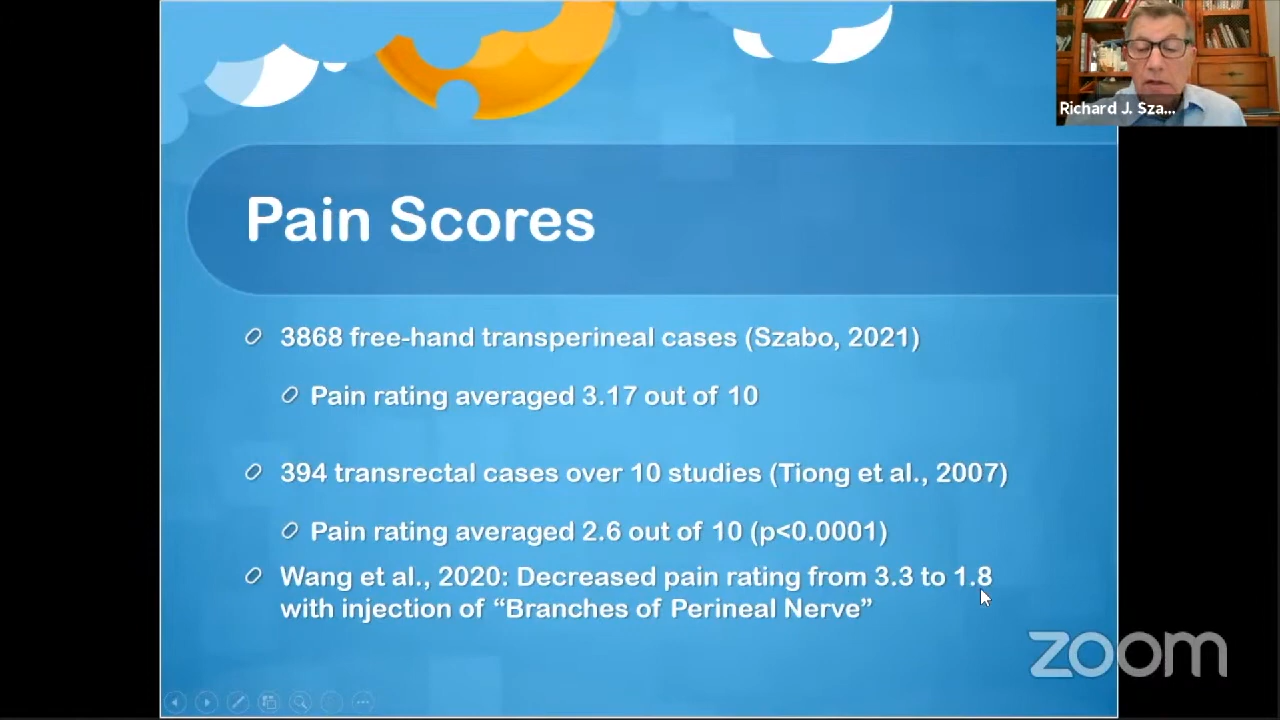 Richard J. Sza...
Pain Scores
3868 free-hand transperineal cases (Szabo, 2021)
Pain rating averaged 3.17 out of 10
394 transrectal cases over 10 studies (Tiong et al., 2007)
Pain rating averaged 2.6 out of 10 (p<0.0001)
Wang et al., 2020: Decreased pain rating from 3.3 to 1.8
with injection of “Branches of Perineal Nerve”
zoom